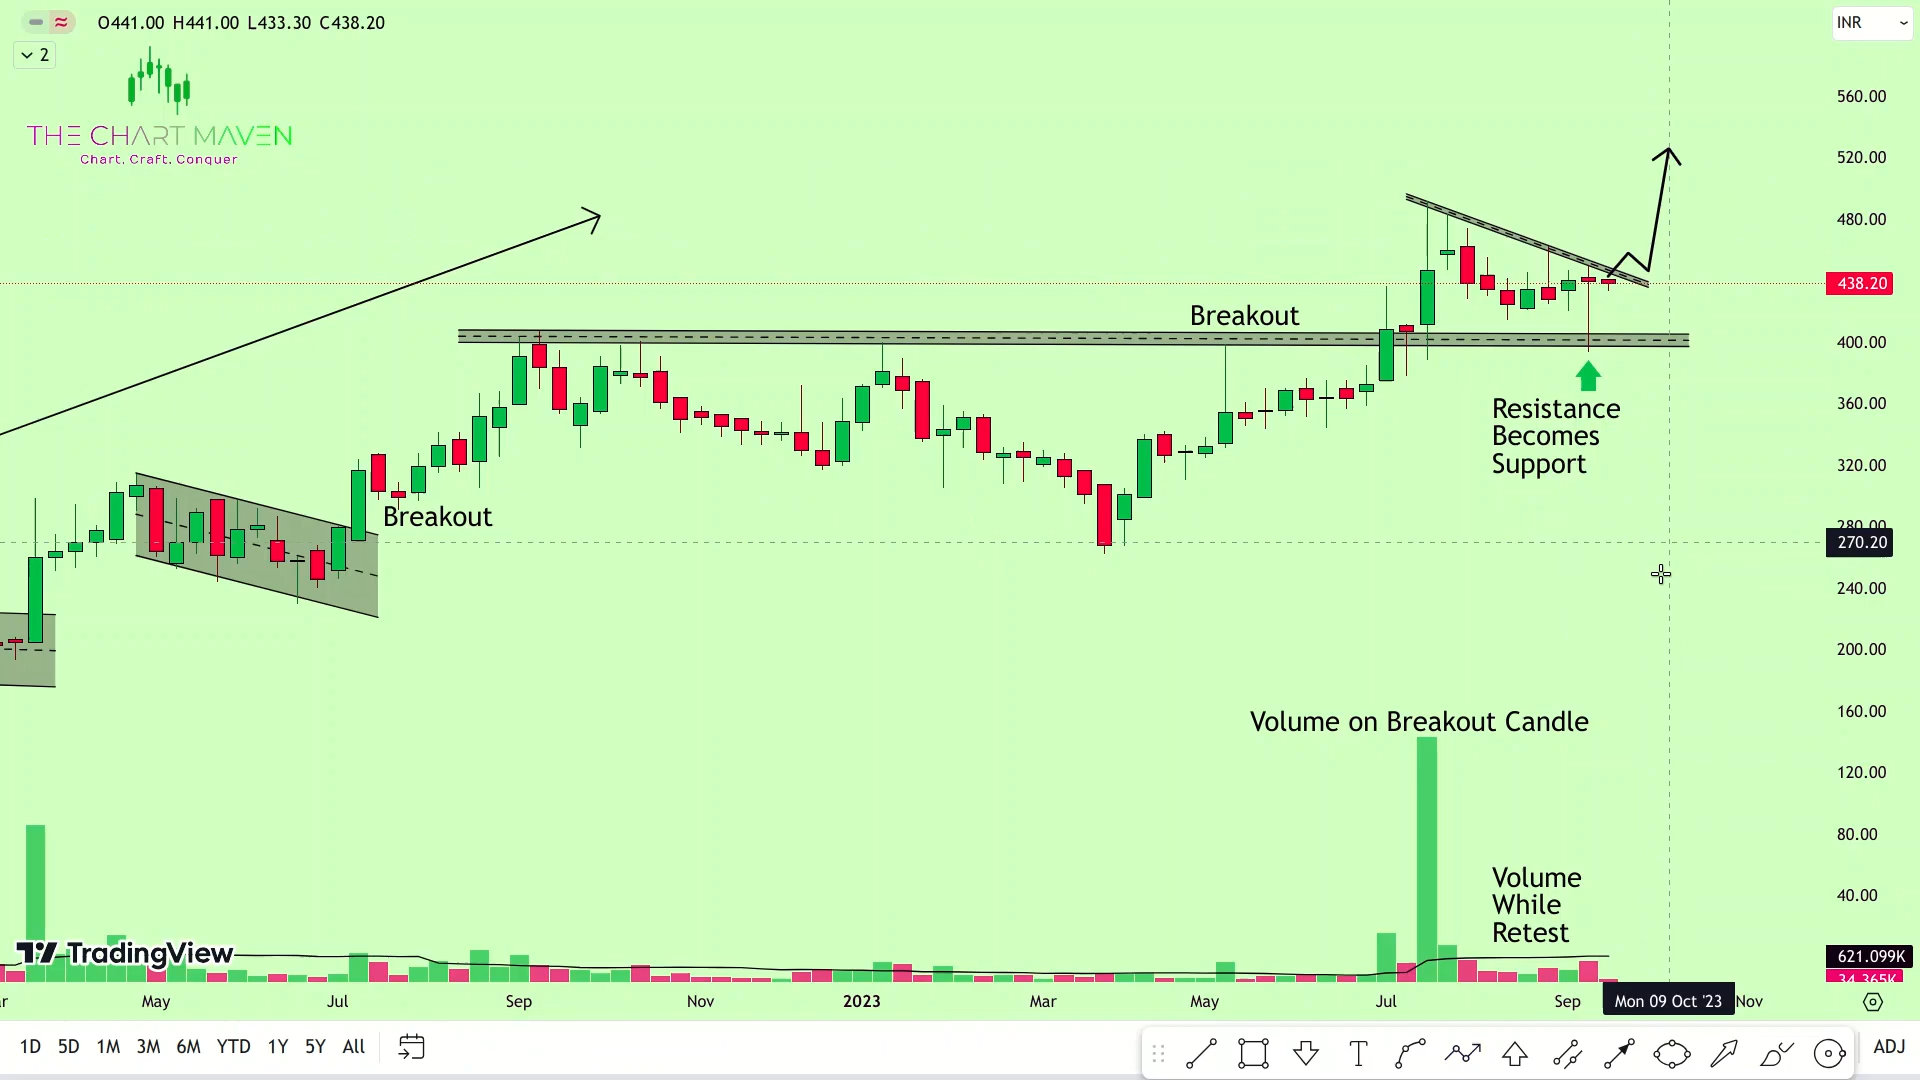 O441.00 H441.00 L433.30 C438.20
INR
2
THE CHART MAVEN
Chart. Craft. Conquer
560.00
520.00
480.00
438.20
Breakout
400.00
360.00
Resistance
Becomes
Support
320.00
Breakout
280.00
270.20
240.00
200.00
160.00
Volume on Breakout Candle
120.00
80.00
Volume
While
Retest
40.00
TradingView
621.099K
34.365K
May
Jul
Sep
Nov
2023
Mar
May
Jul
Sep
Mon 09 Oct '23
Nov
1D 5D 1M 3M 6M YTD 1Y 5Y All
ADJ